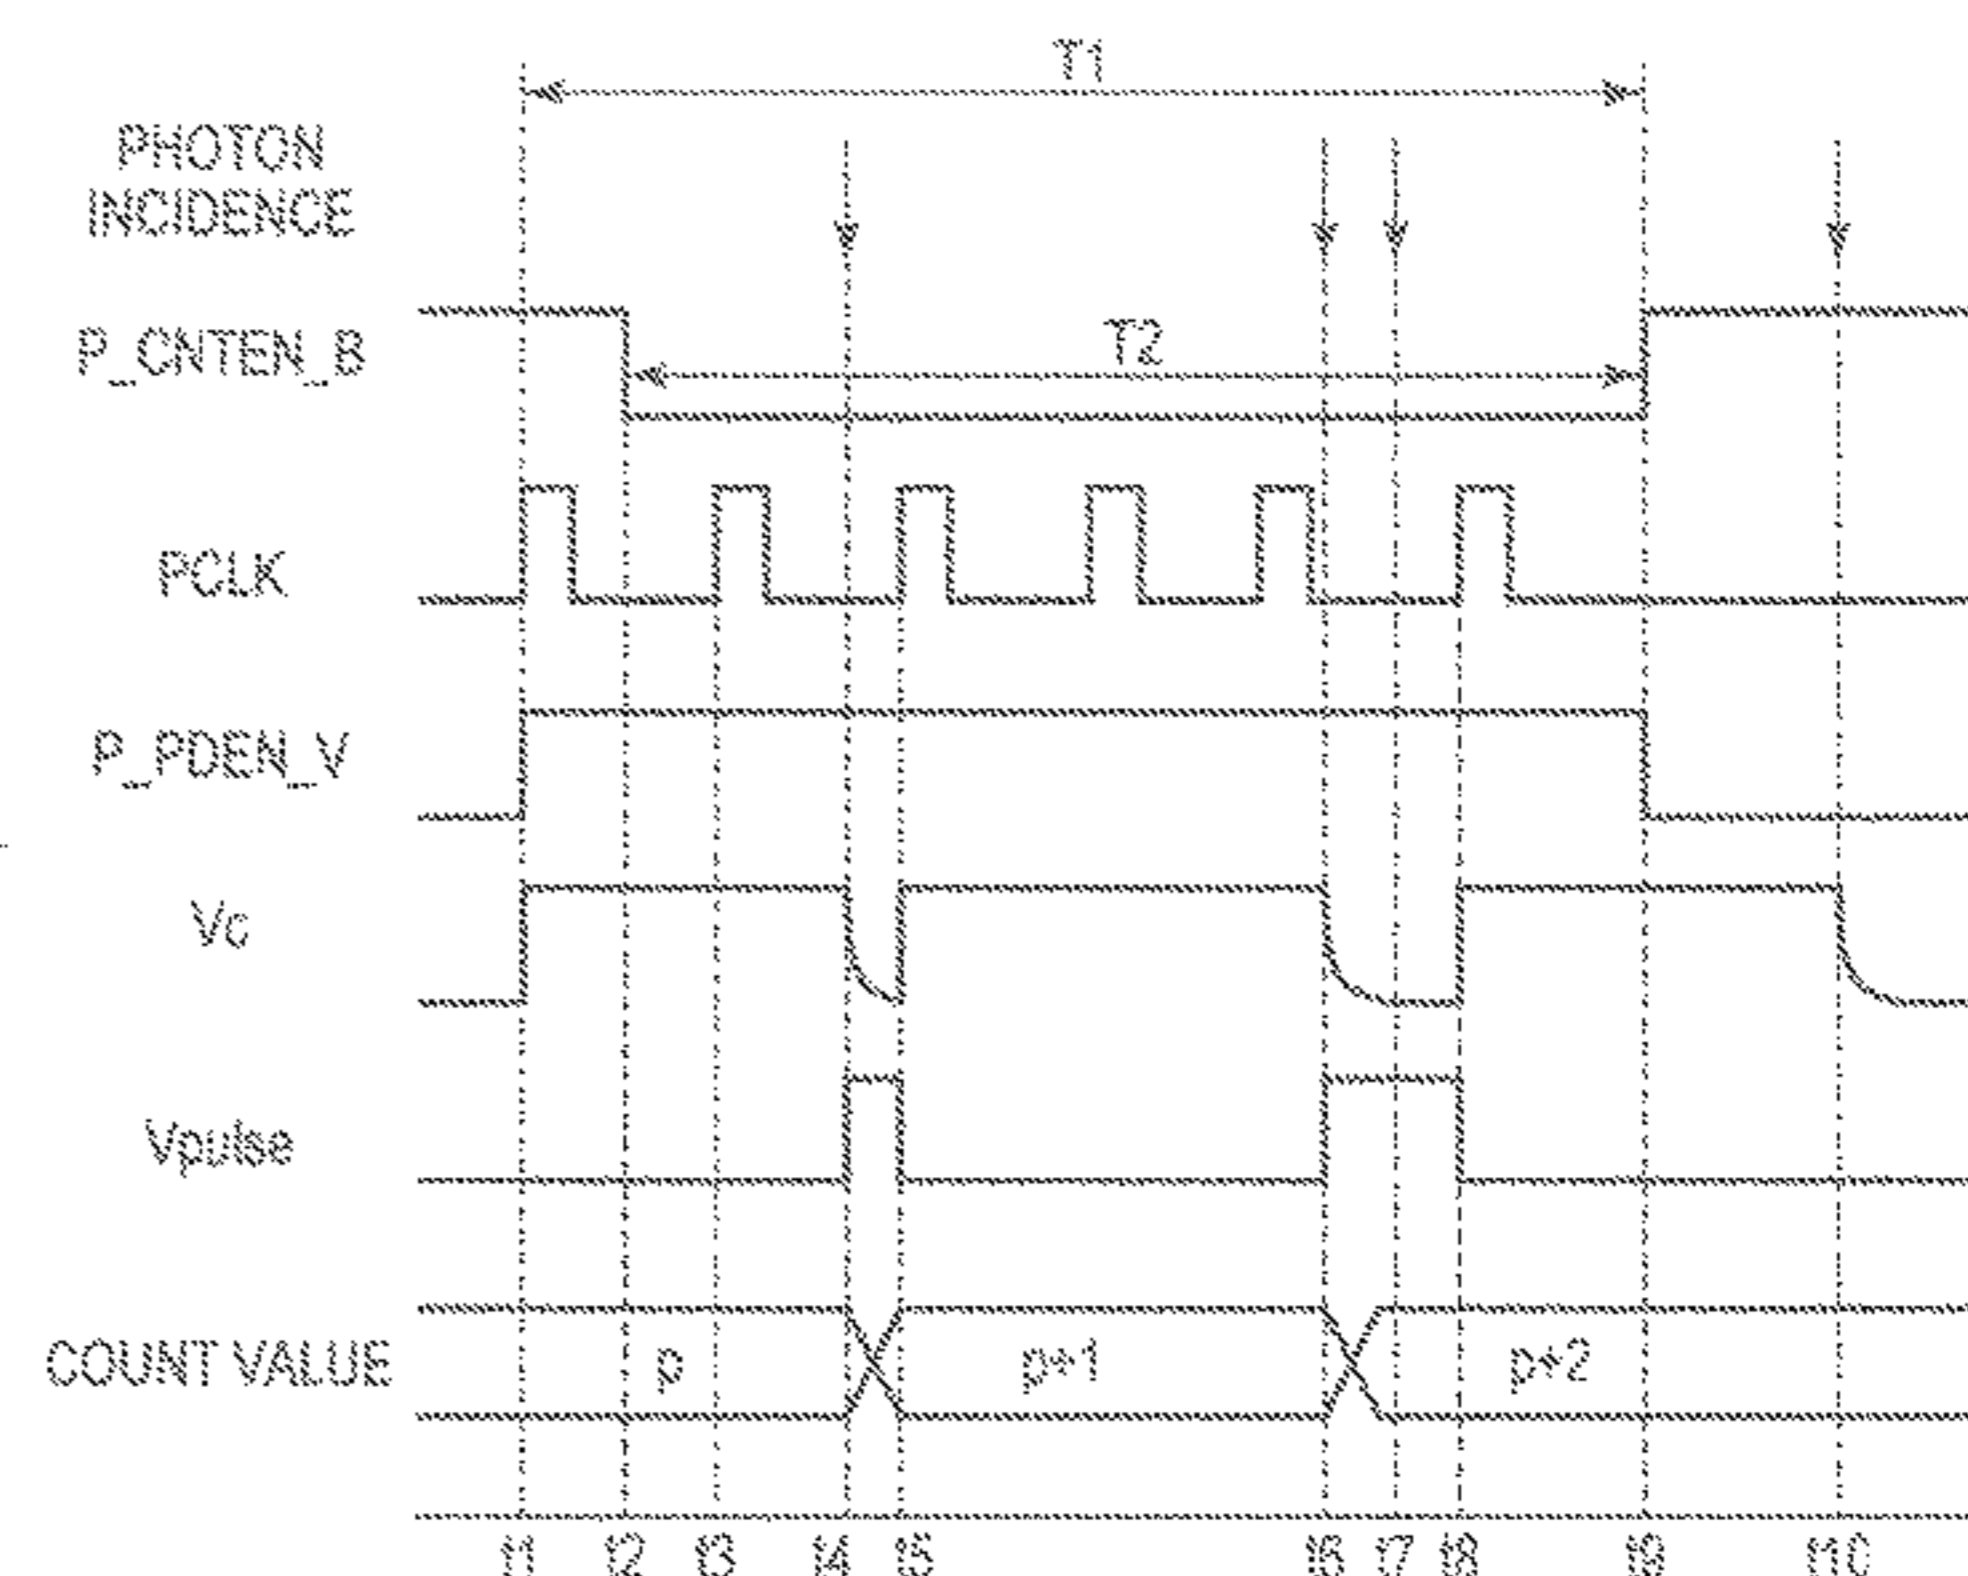 T1
PHOTON
INCIDENCE
P_CNTEN_B
T2
PCLK
P_PDEN_V
Vc
Vpulse
COUNT VALUE
p
p+1
p+2
t1 t2 t3 t4 t5 t6 t7 t8 t9 t10